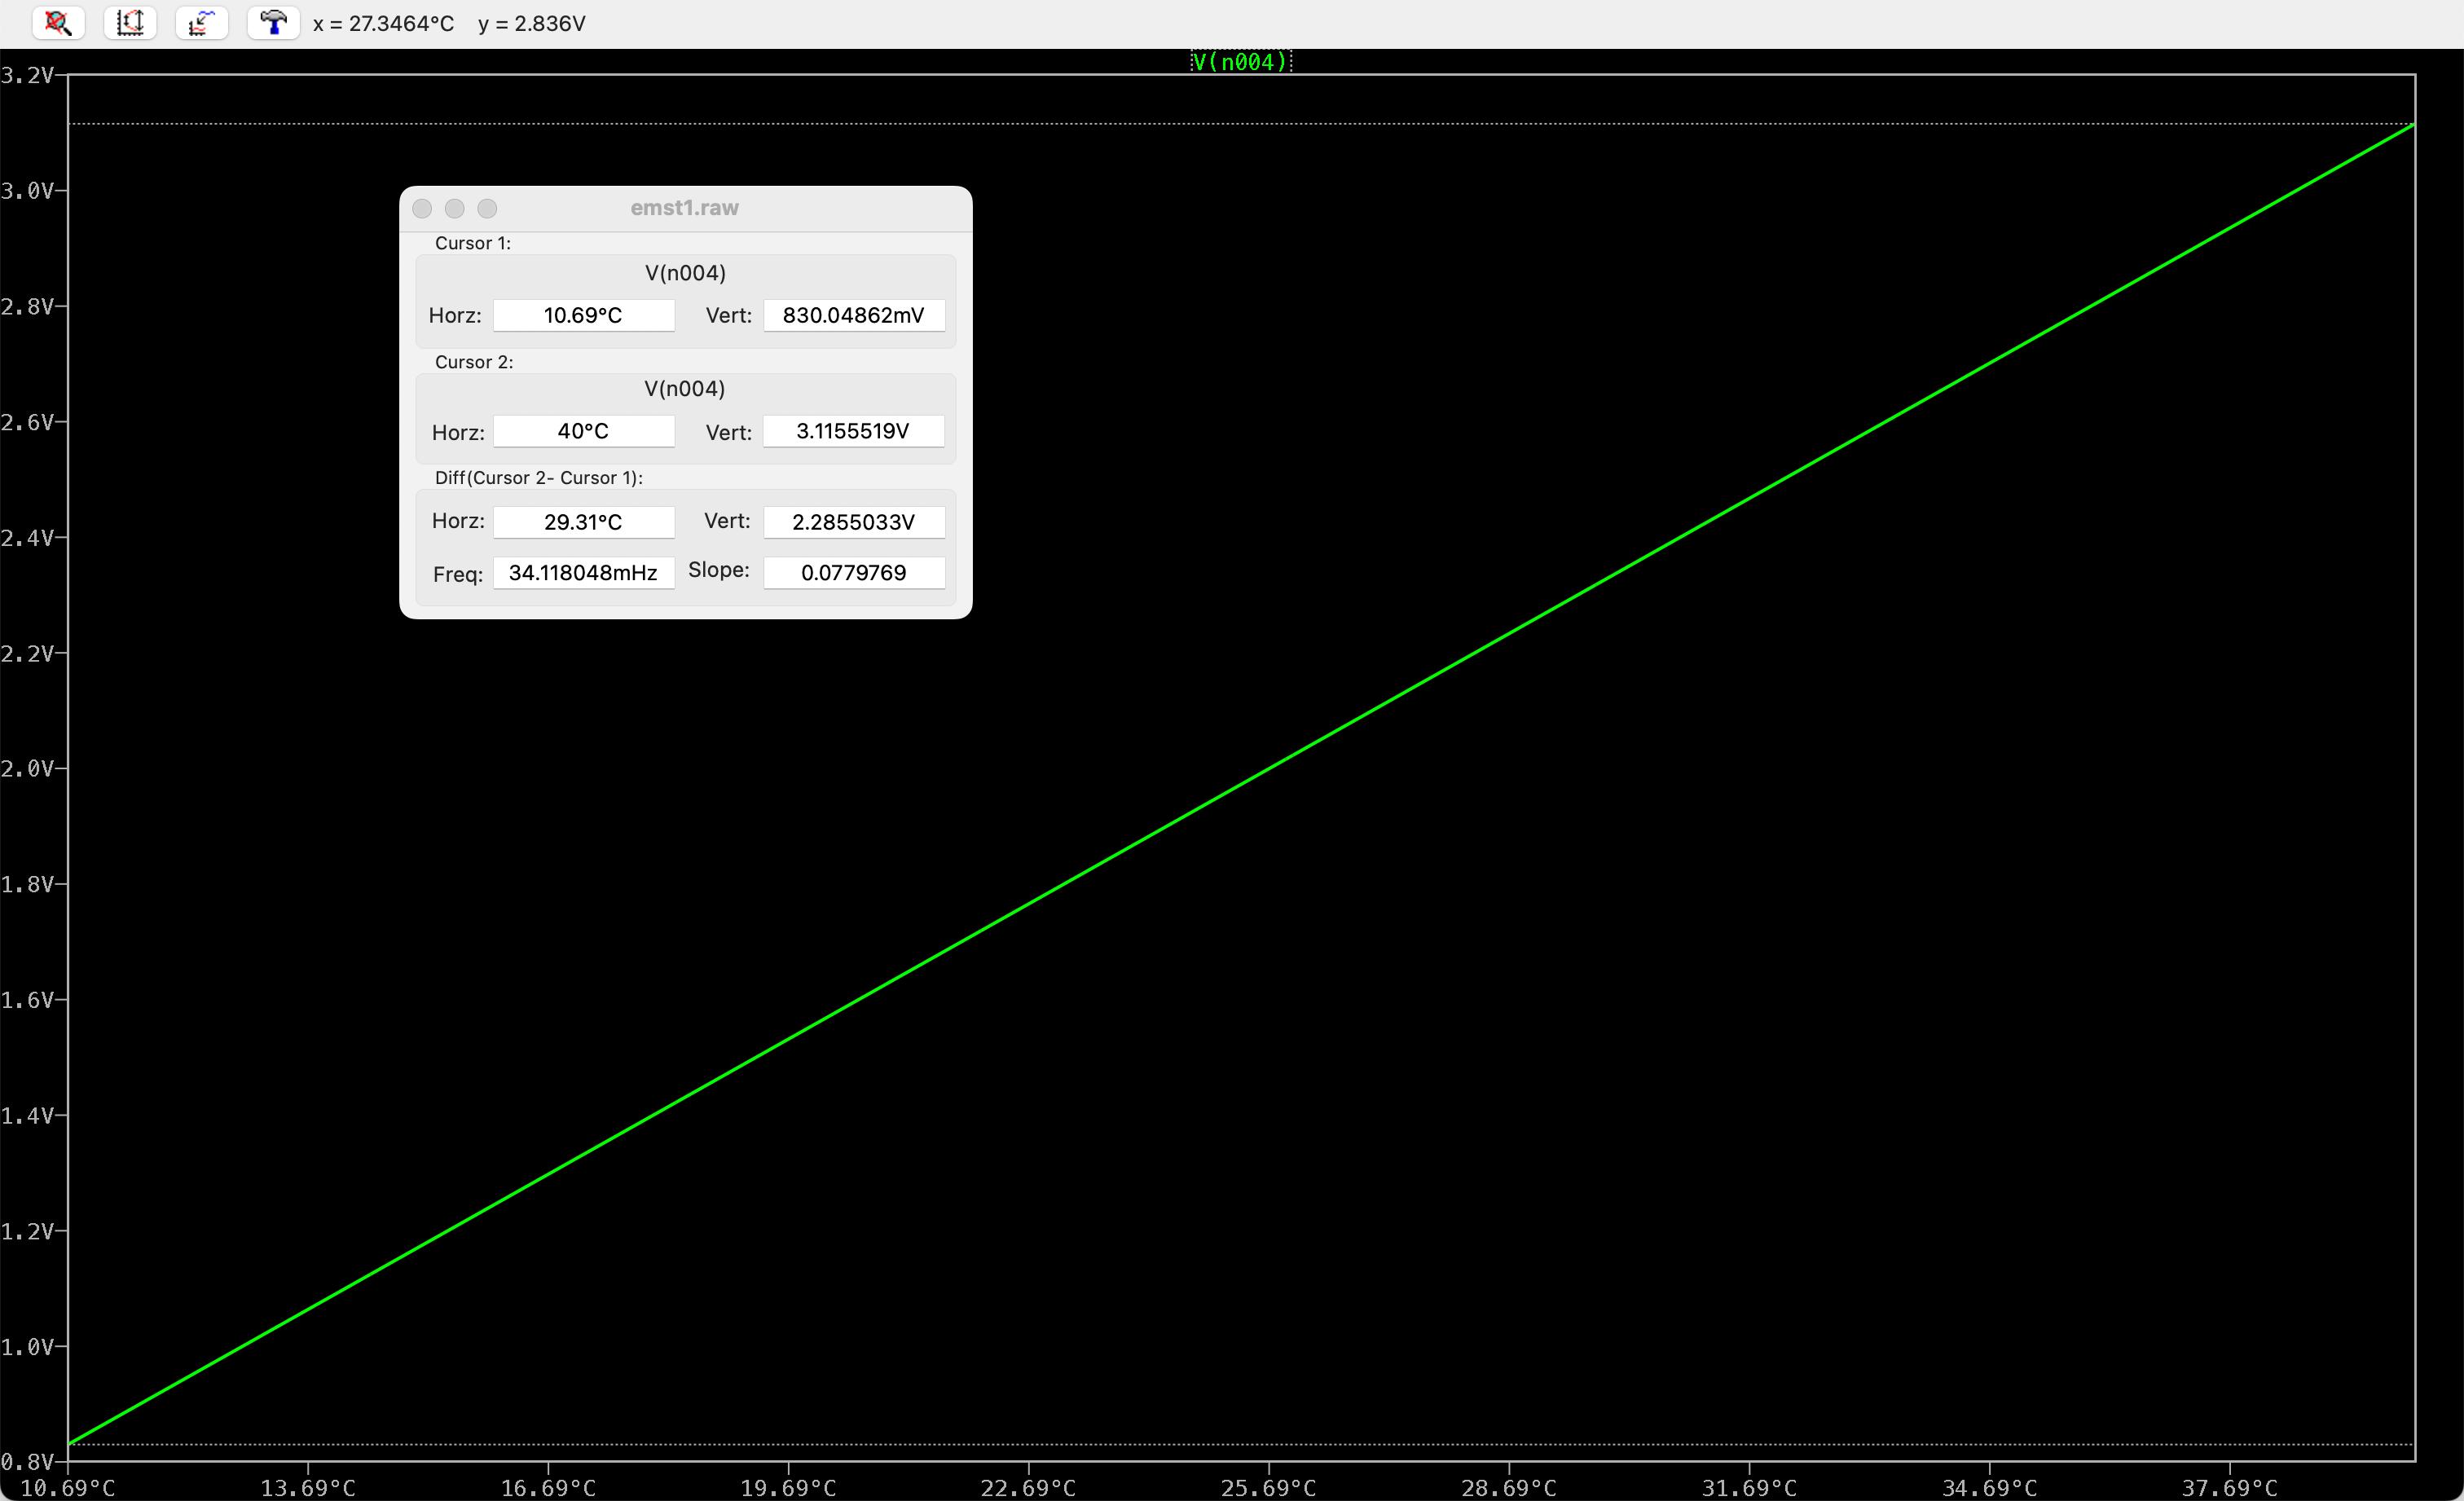 x = 27.3464°C y = 2.836V
V(n004)
3.2V
3.0V
2.8V
2.6V
2.4V
2.2V
2.0V
1.8V
1.6V
1.4V
1.2V
1.0V
0.8V
emst1.raw
Cursor 1:
V(n004)
Horz: 10.69°C Vert: 830.04862mV
Cursor 2:
V(n004)
Horz: 40°C Vert: 3.1155519V
Diff(Cursor 2- Cursor 1):
Horz: 29.31°C Vert: 2.2855033V
Freq: 34.118048mHz Slope: 0.0779769
10.69°C 13.69°C 16.69°C 19.69°C 22.69°C 25.69°C 28.69°C 31.69°C 34.69°C 37.69°C